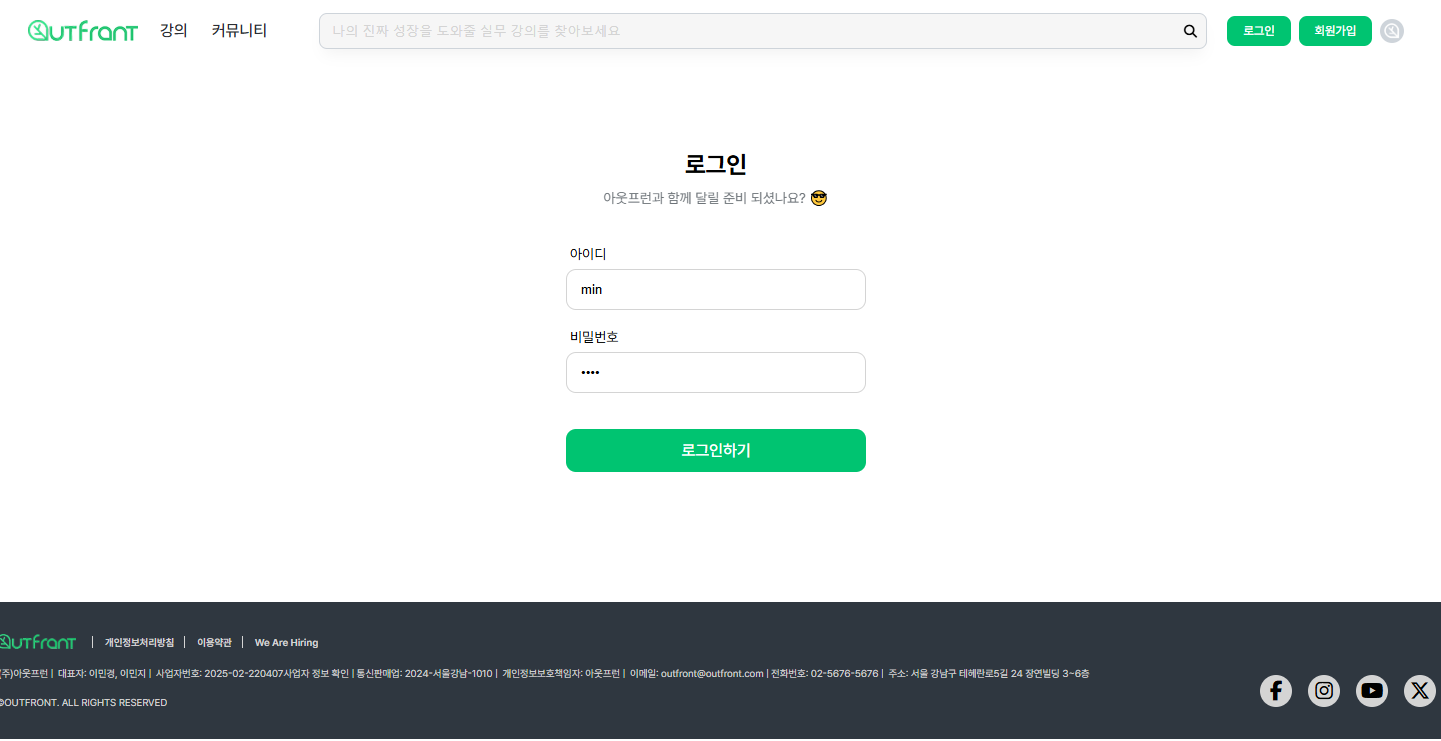 OUTFRANT 강의 커뮤니티 나의 진짜 성장을 도와줄 실무 강의를 찾아보세요 로그인 회원가입
로그인
아웃프런과 함께 달릴 준비 되셨나요? 😎
아이디
min
비밀번호
••••
로그인하기
OUTFRANT | 개인정보처리방침 | 이용약관 | We Are Hiring
(주)아웃프런 | 대표자: 이민경, 이민지 | 사업자번호: 2025-02-220407사업자 정보 확인 | 통신판매업: 2024-서울강남-1010 | 개인정보보호책임자: 아웃프런 | 이메일: outfront@outfront.com | 전화번호: 02-5676-5676 | 주소: 서울 강남구 테헤란로5길 24 장연빌딩 3~6층
©OUTFRONT. ALL RIGHTS RESERVED